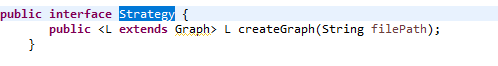 public interface Strategy {
public <L extends Graph> L createGraph(String filePath);
}